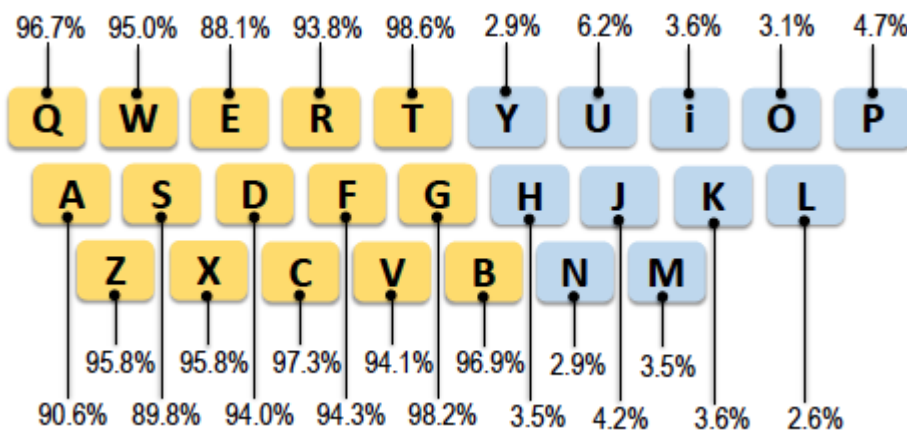 96.7% 95.0% 88.1% 93.8% 98.6% 2.9% 6.2% 3.6% 3.1% 4.7%
Q W E R T Y U i O P
A S D F G H J K L
Z X C V B N M
95.8% 95.8% 97.3% 94.1% 96.9% 2.9% 3.5%
90.6% 89.8% 94.0% 94.3% 98.2% 3.5% 4.2% 3.6% 2.6%